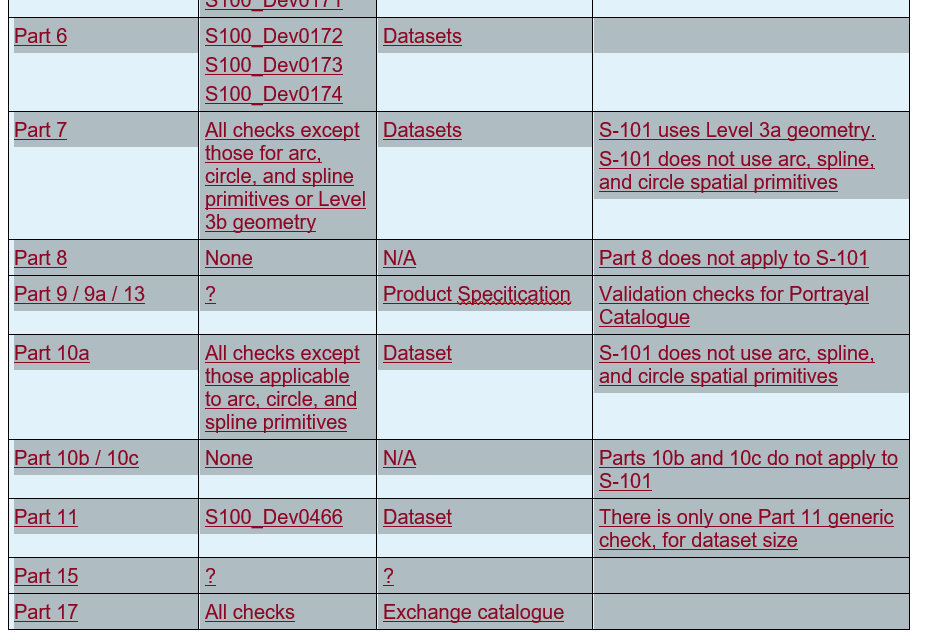 S100_Dev0171
Part 6
S100_Dev0172
Datasets
S100_Dev0173
S100_Dev0174
Part 7
All checks except
those for arc,
circle, and spline
primitives or Level
3b geometry
Datasets
S-101 uses Level 3a geometry.
S-101 does not use arc, spline,
and circle spatial primitives
Part 8
None
N/A
Part 8 does not apply to S-101
Part 9 / 9a / 13
?
Product Specitication
Validation checks for Portrayal
Catalogue
Part 10a
All checks except
those applicable
to arc, circle, and
spline primitives
Dataset
S-101 does not use arc, spline,
and circle spatial primitives
Part 10b / 10c
None
N/A
Parts 10b and 10c do not apply to
S-101
Part 11
S100_Dev0466
Dataset
There is only one Part 11 generic
check, for dataset size
Part 15
?
?
Part 17
All checks
Exchange catalogue